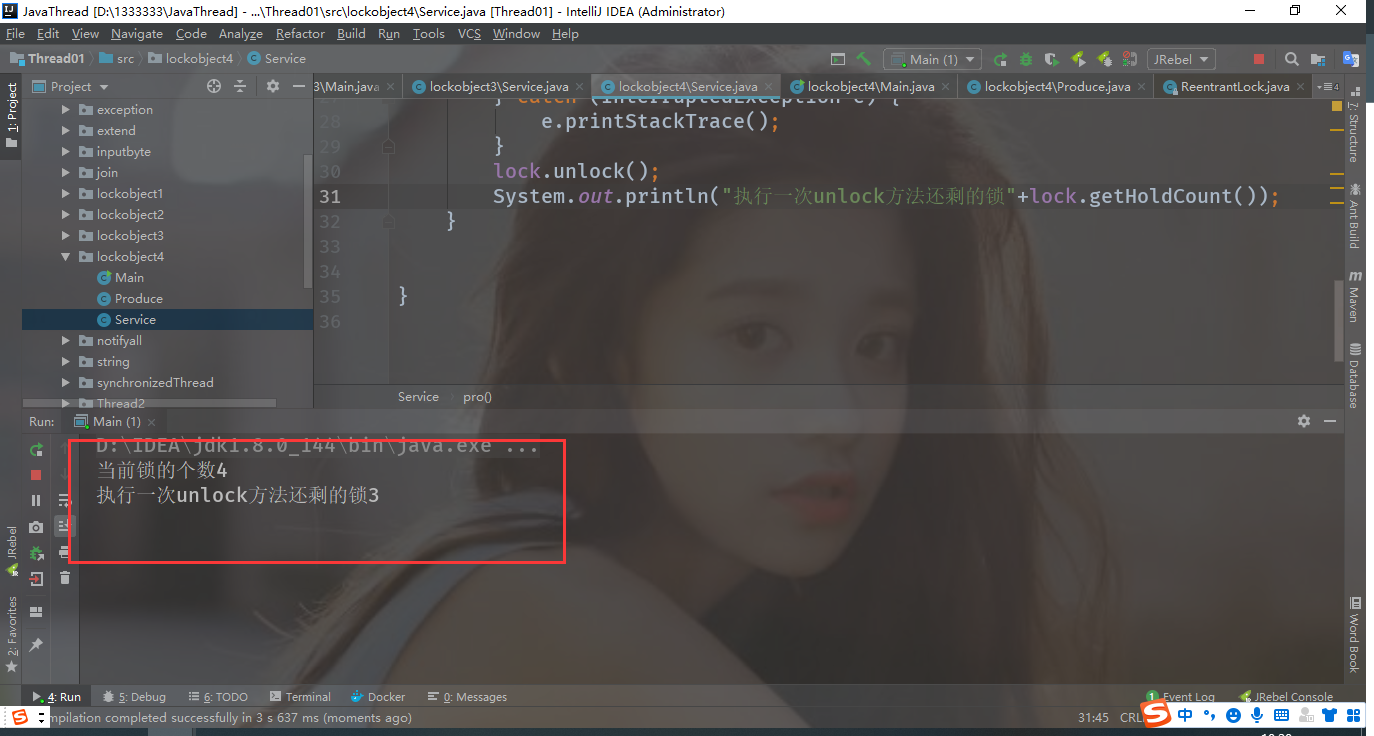 JavaThread [D:\1333333\JavaThread] - ...\Thread01\src\lockobject4\Service.java [Thread01] - IntelliJ IDEA (Administrator)
File Edit View Navigate Code Analyze Refactor Build Run Tools VCS Window Help
Thread01 src lockobject4 Service Main (1) JRebel
Project 3\Main.java lockobject3\Service.java lockobject4\Service.java lockobject4\Main.java lockobject4\Produce.java ReentrantLock.java 4
1: Project
7: Structure
Ant Build
Maven
Database
Word Book
exception
extend
inputbyte
join
lockobject1
lockobject2
lockobject3
lockobject4
Main
Produce
Service
notifyall
string
synchronizedThread
Thread2
} catch (InterruptedException e) {
28 e.printStackTrace();
29 }
30 lock.unlock();
31 System.out.println("执行一次unlock方法还剩的锁"+lock.getHoldCount());
32 }
33
34
35 }
36
Service pro()
Run: Main (1)
D:\IDEA\jdk1.8.0_144\bin\java.exe ...
当前锁的个数4
执行一次unlock方法还剩的锁3
JRebel
2: Favorites
4: Run 5: Debug 6: TODO Terminal Docker 0: Messages 1 Event Log JRebel Console
mpilation completed successfully in 3 s 637 ms (moments ago) 31:45 CRL 中